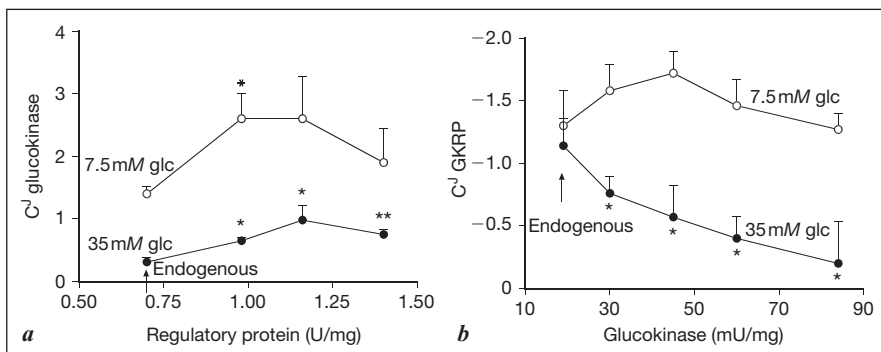 4
3
2
1
0
C^J glucokinase
7.5 mM glc
35 mM glc
Endogenous
*
*
*
**
0.50
0.75
1.00
1.25
1.50
a
Regulatory protein (U/mg)
−2.0
−1.5
−1.0
−0.5
−0
C^J GKRP
7.5 mM glc
Endogenous
35 mM glc
*
*
*
*
10
30
50
70
90
b
Glucokinase (mU/mg)